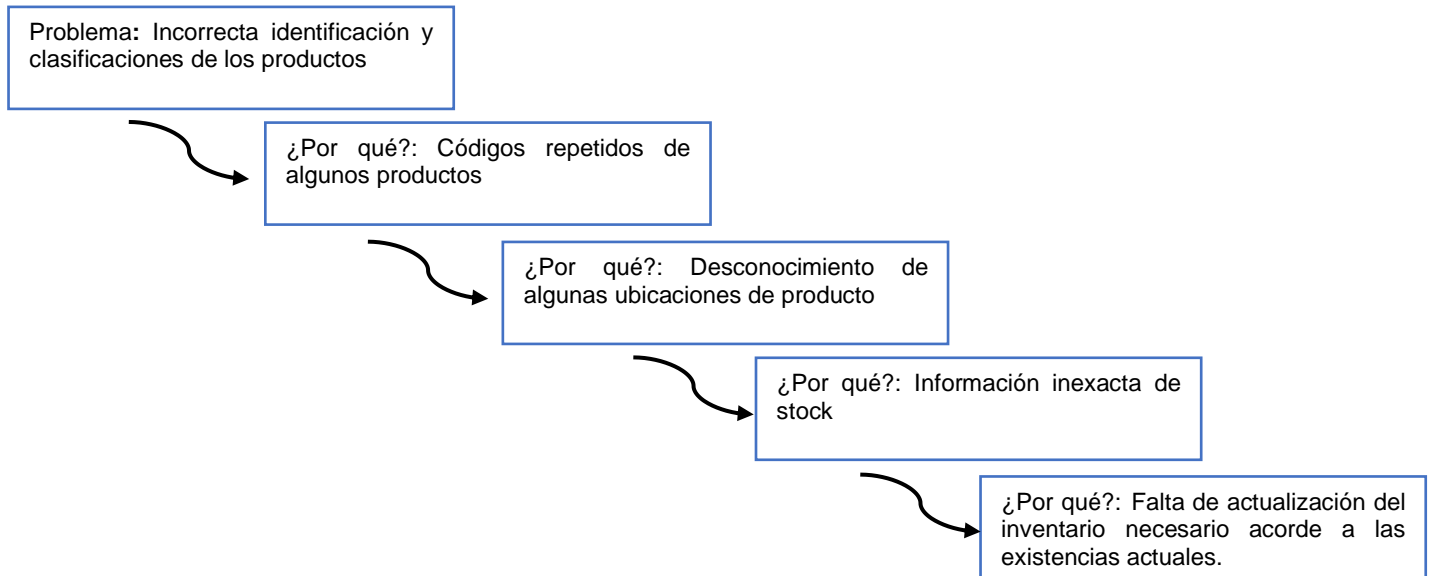 Problema: Incorrecta identificación y
clasificaciones de los productos
¿Por qué?: Códigos repetidos de
algunos productos
¿Por qué?: Desconocimiento de
algunas ubicaciones de producto
¿Por qué?: Información inexacta de
stock
¿Por qué?: Falta de actualización del
inventario necesario acorde a las
existencias actuales.